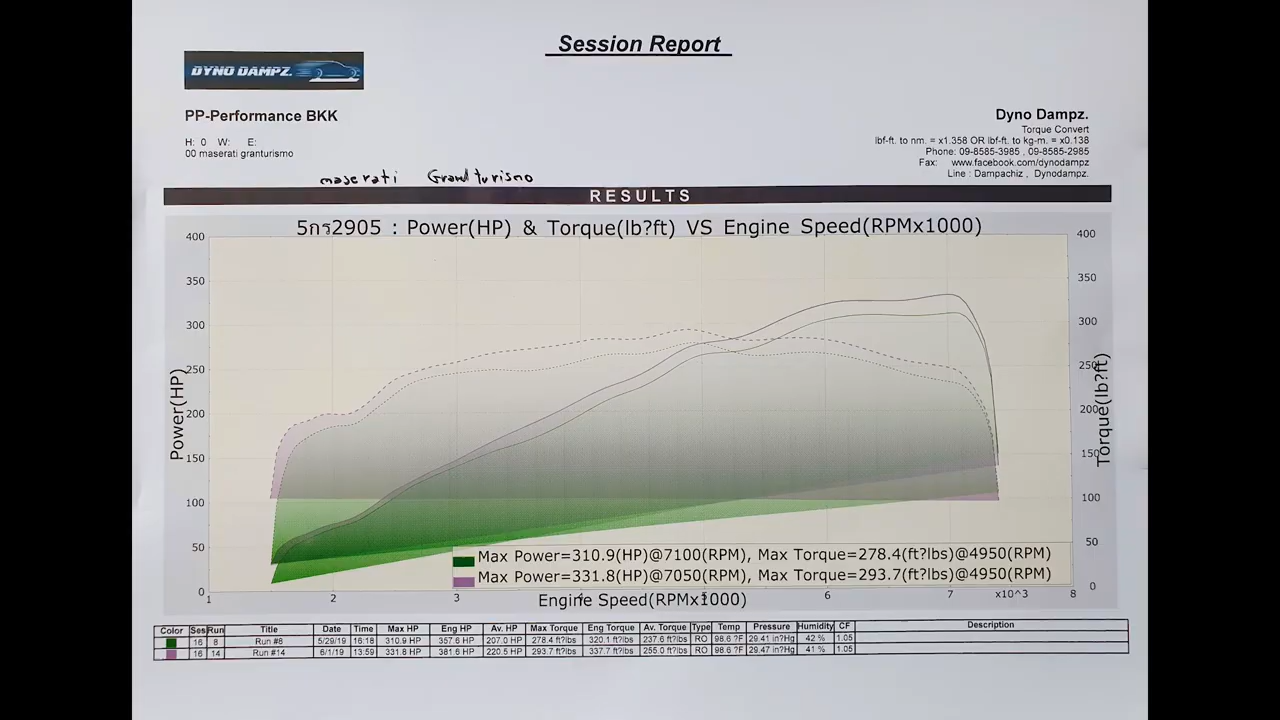 Session Report
DYNO DAMPZ.
PP-Performance BKK
Dyno Dampz.
Torque Convert
H: 0 W: E:
lbf-ft. to nm. = x1.358 OR lbf-ft. to kg-m. = x0.138
00 maserati granturismo
Phone: 09-8585-3985 , 09-8585-2985
Fax: www.facebook.com/dynodampz
Line : Dampachiz , Dynodampz.
maserati Grand turismo
RESULTS
5กร2905 : Power(HP) & Torque(lb?ft) VS Engine Speed(RPMx1000)
400 400
350 350
300 300
250 250
200 200
150 150
100 100
50 50
0 0
Power(HP)
Torque(lb?ft)
Max Power=310.9(HP)@7100(RPM), Max Torque=278.4(ft?lbs)@4950(RPM)
Max Power=331.8(HP)@7050(RPM), Max Torque=293.7(ft?lbs)@4950(RPM)
1 2 3 4 5 6 7 x10^3 8
Engine Speed(RPMx1000)
Color Ses Run Title Date Time Max HP Eng HP Av. HP Max Torque Eng Torque Av. Torque Type Temp Pressure Humidity CF Description
16 8 Run #8 5/29/19 16:18 310.9 HP 357.6 HP 207.0 HP 278.4 ft?lbs 320.1 ft?lbs 237.6 ft?lbs RO 98.6 ?F 29.41 in?Hg 42 % 1.05
16 14 Run #14 6/1/19 13:59 331.8 HP 381.6 HP 220.5 HP 293.7 ft?lbs 337.7 ft?lbs 255.0 ft?lbs RO 98.6 ?F 29.47 in?Hg 41 % 1.05